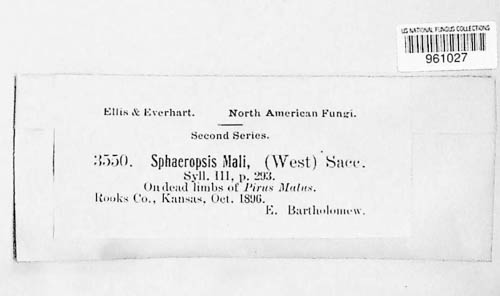 US NATIONAL FUNGUS COLLECTIONS
961027
Ellis & Everhart. North American Fungi.
Second Series.
3550. Sphaeropsis Mali, (West) Sacc.
Syll. III, p. 293.
On dead limbs of Pirus Malus.
Rooks Co., Kansas, Oct. 1896.
E. Bartholomew.